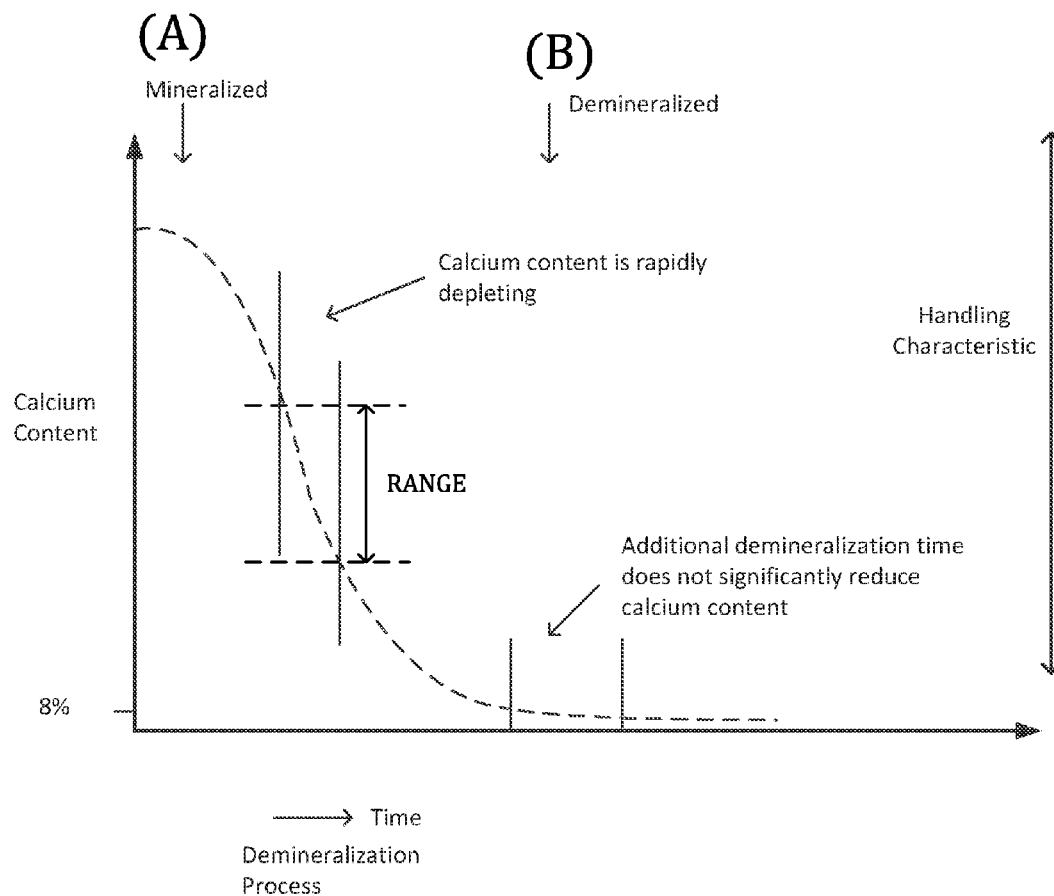 (A)
(B)
Mineralized
Demineralized
Calcium content is rapidly
depleting
Handling
Characteristic
Calcium
Content
RANGE
Additional demineralization time
does not significantly reduce
calcium content
8%
Time
Demineralization
Process